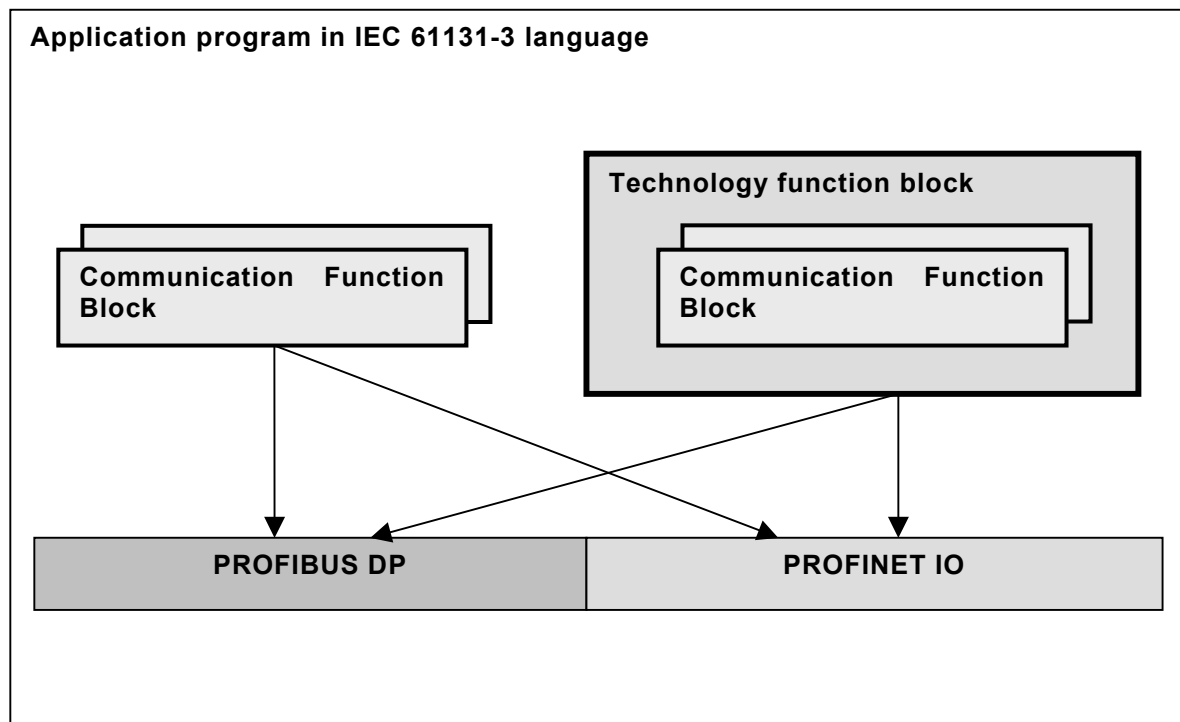 Application program in IEC 61131-3 language
Technology function block
Communication Function
Block
Communication Function
Block
PROFIBUS DP
PROFINET IO